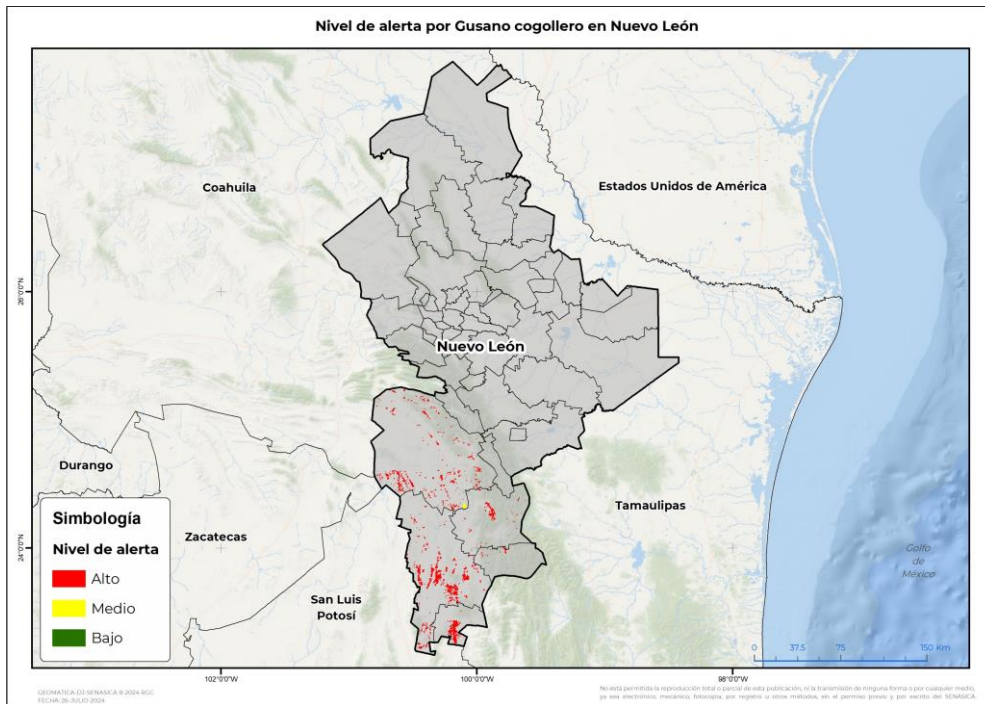 Nivel de alerta por Gusano cogollero en Nuevo León
Coahuila
Estados Unidos de América
26°0'0"N
Nuevo León
Durango
Tamaulipas
Simbología
Nivel de alerta
Alto
Medio
Bajo
Zacatecas
24°0'0"N
Golfo
de
México
San Luis
Potosí
0 37.5 75 150 Km
102°0'0"W 100°0'0"W 98°0'0"W
GEOMATICA-DJ-SENASICA ® 2024 RGC
FECHA: 26-JULIO-2024
No está permitida la reproducción total o parcial de esta publicación, ni la transmisión de ninguna forma o por cualquier medio,
ya sea electrónico, mecánico, fotocopia, por registro u otros métodos, sin el permiso previo y por escrito del SENASICA.